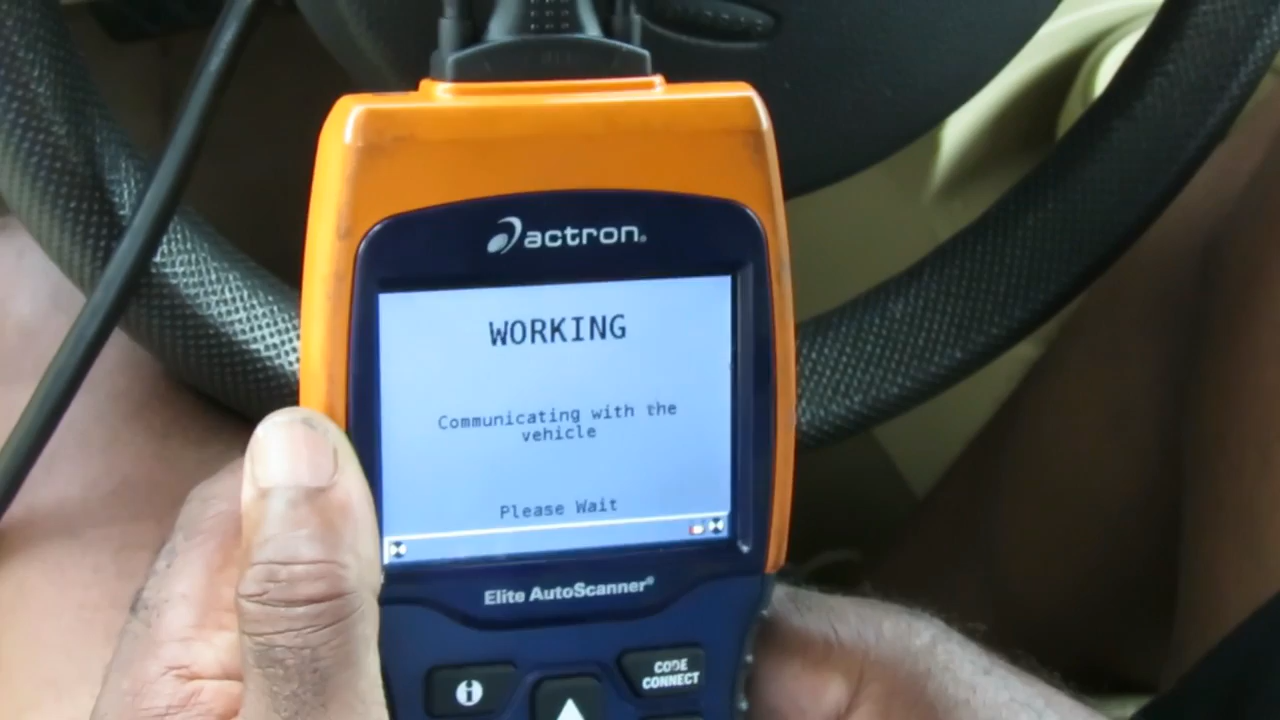 actron®
WORKING
Communicating with the
vehicle
Please Wait
Elite AutoScanner®
i
CODE
CONNECT